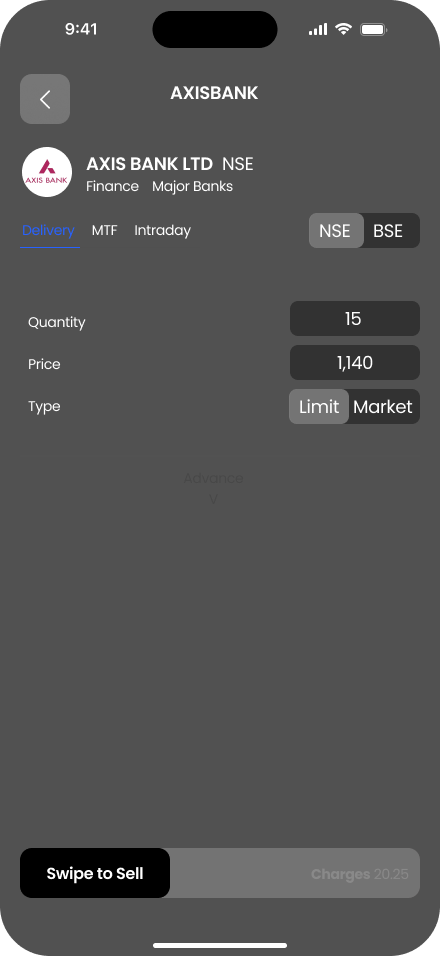 9:41
AXISBANK
AXIS BANK
AXIS BANK LTD NSE
Finance Major Banks
Delivery MTF Intraday NSE BSE
Quantity 15
Price 1,140
Type Limit Market
Advance
V
Swipe to Sell Charges 20.25